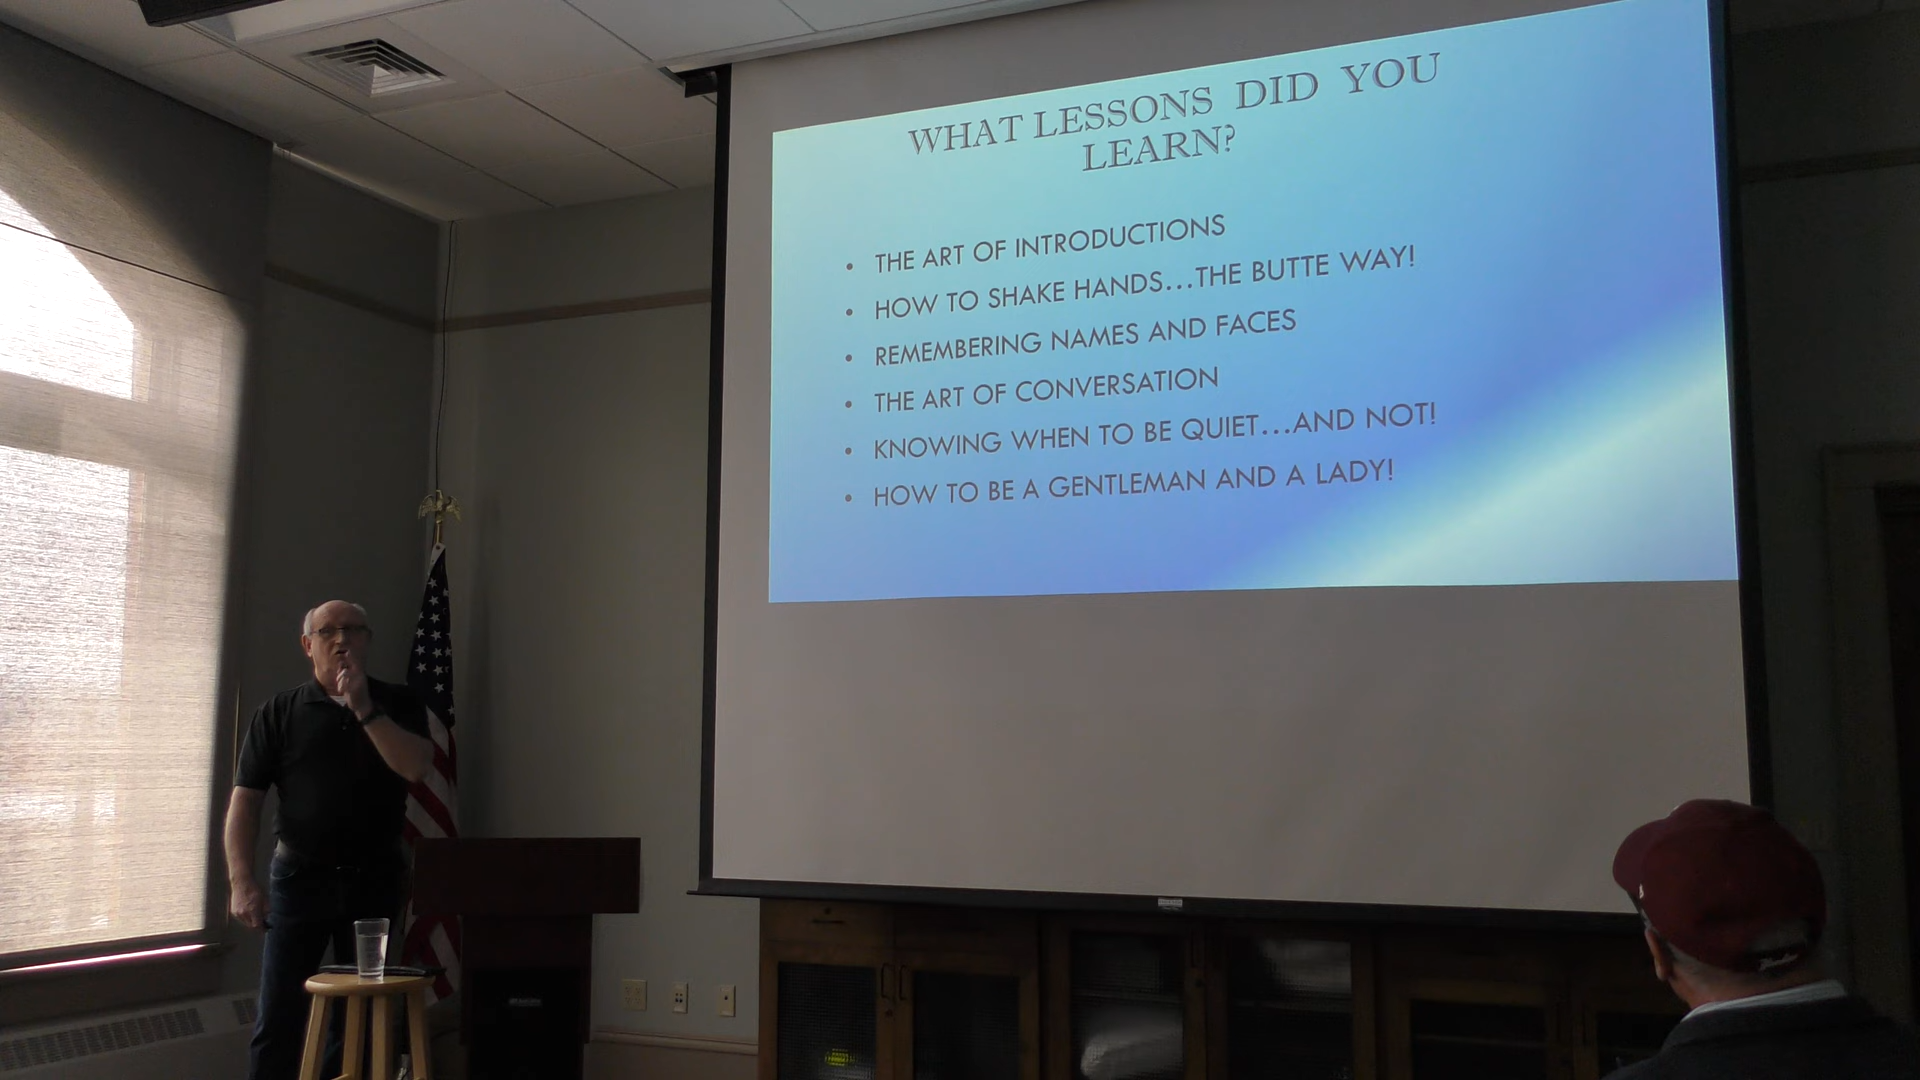 WHAT LESSONS DID YOU
LEARN?
• THE ART OF INTRODUCTIONS
• HOW TO SHAKE HANDS...THE BUTTE WAY!
• REMEMBERING NAMES AND FACES
• THE ART OF CONVERSATION
• KNOWING WHEN TO BE QUIET...AND NOT!
• HOW TO BE A GENTLEMAN AND A LADY!